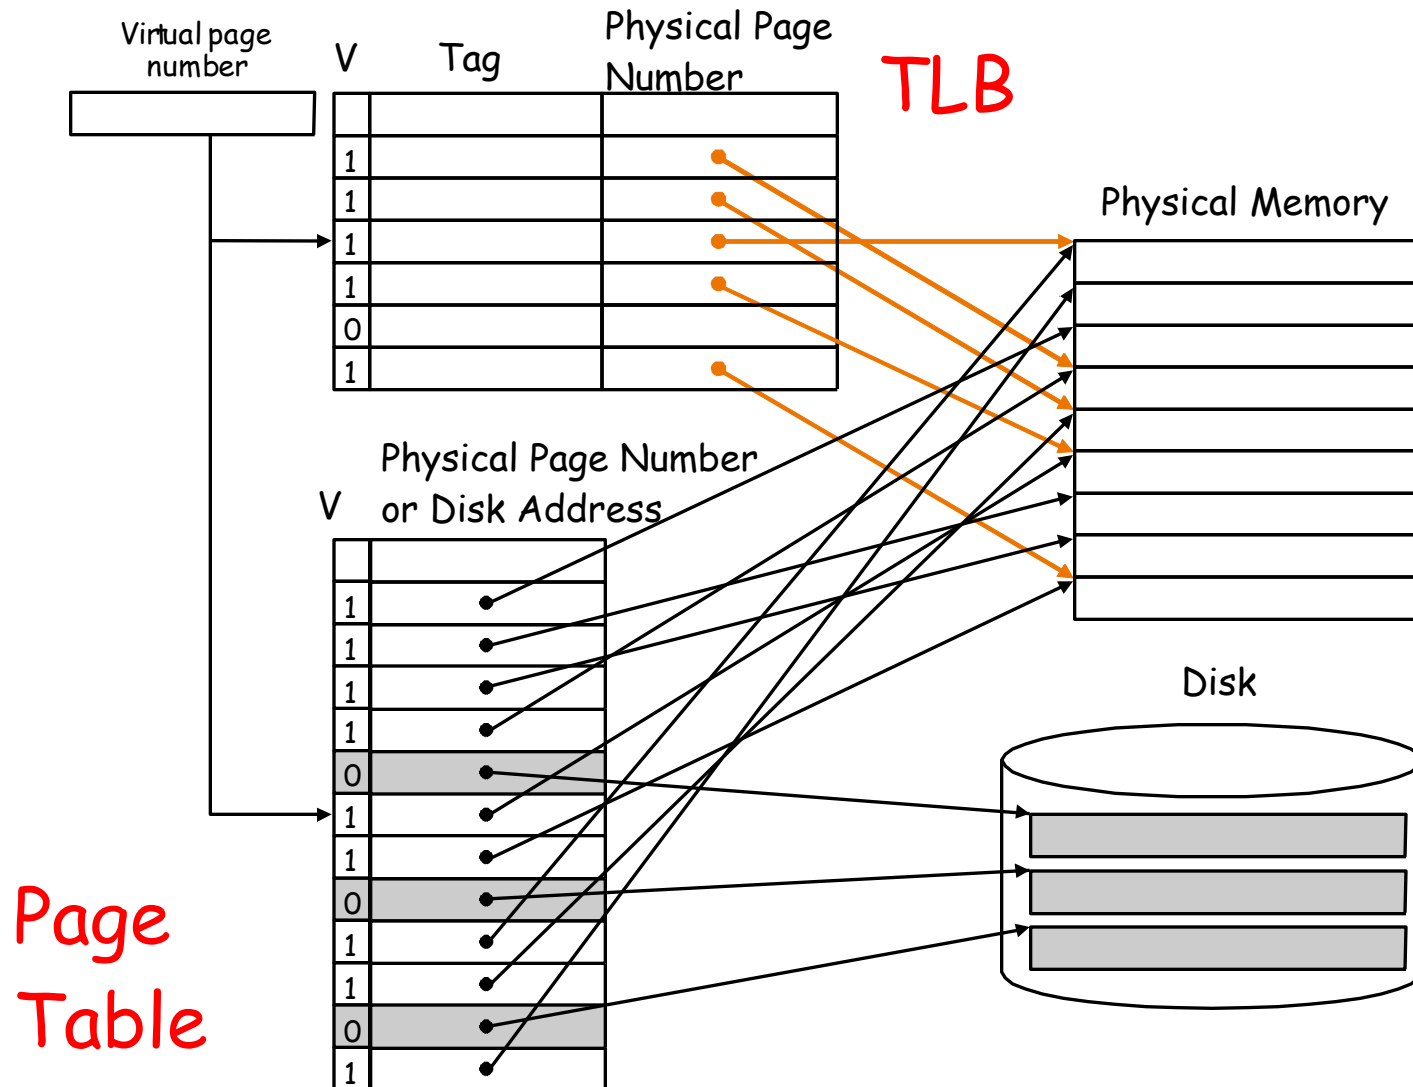 Virtual page
number
V
Tag
Physical Page
Number
TLB
1
1
1
1
0
1
Physical Memory
Physical Page Number
or Disk Address
V
1
1
1
1
0
1
1
0
1
1
0
1
Disk
Page
Table